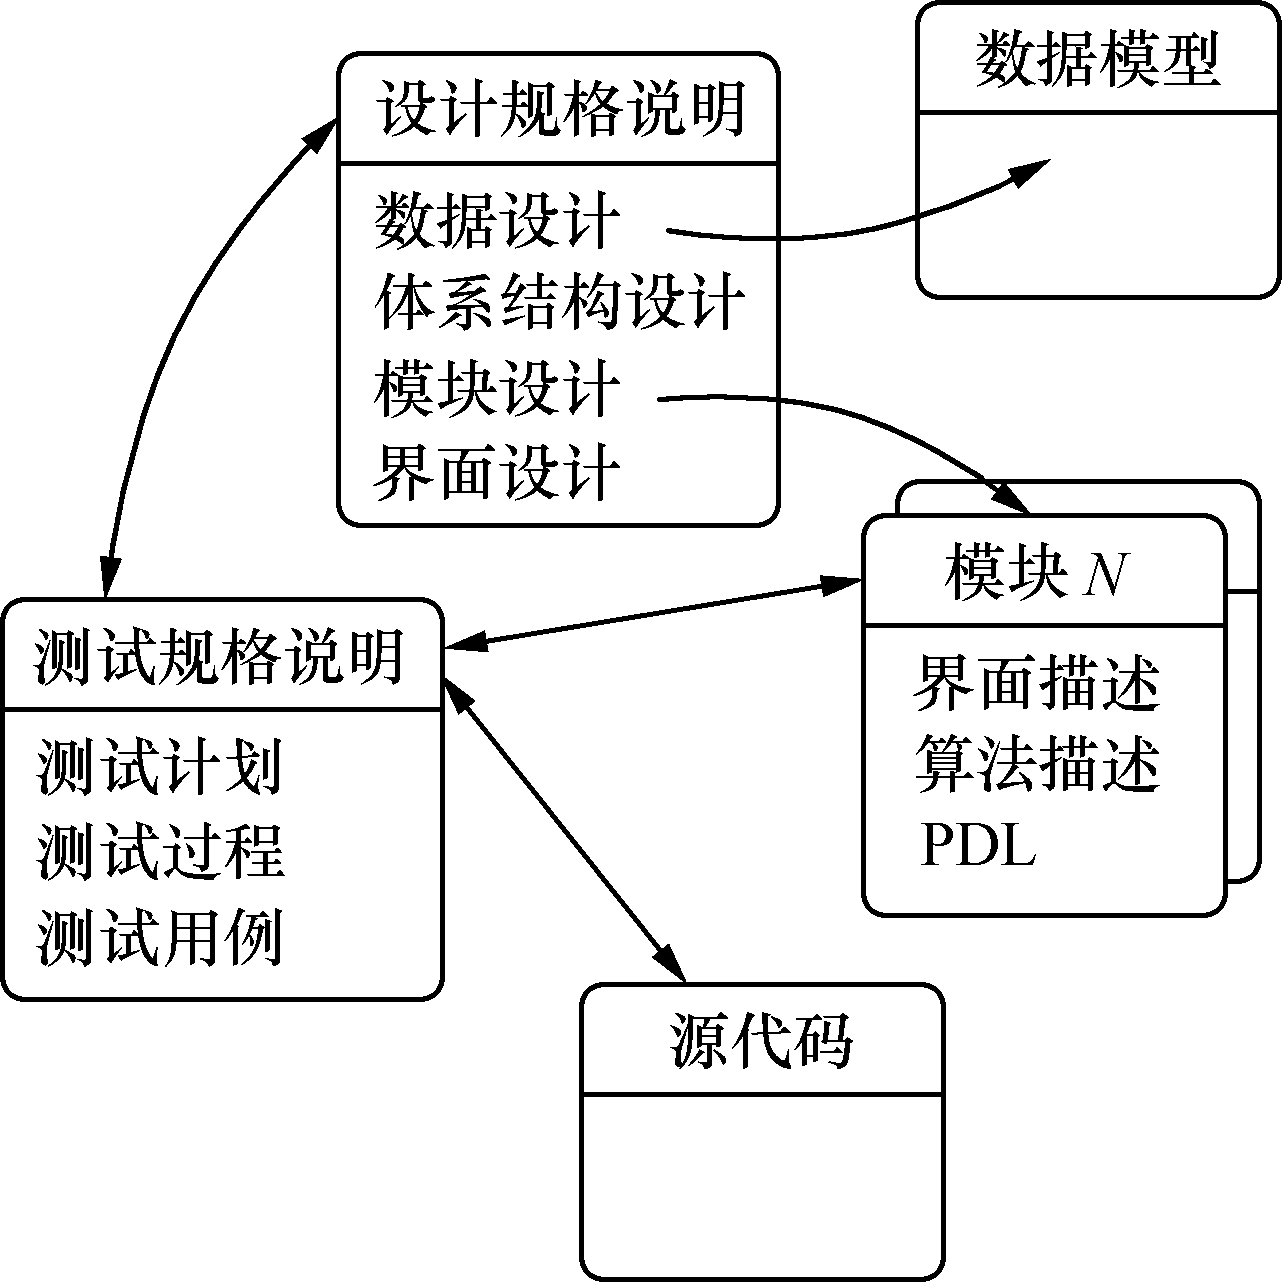 数据模型
设计规格说明
数据设计
体系结构设计
模块设计
界面设计
模块 N
界面描述
算法描述
PDL
测试规格说明
测试计划
测试过程
测试用例
源代码